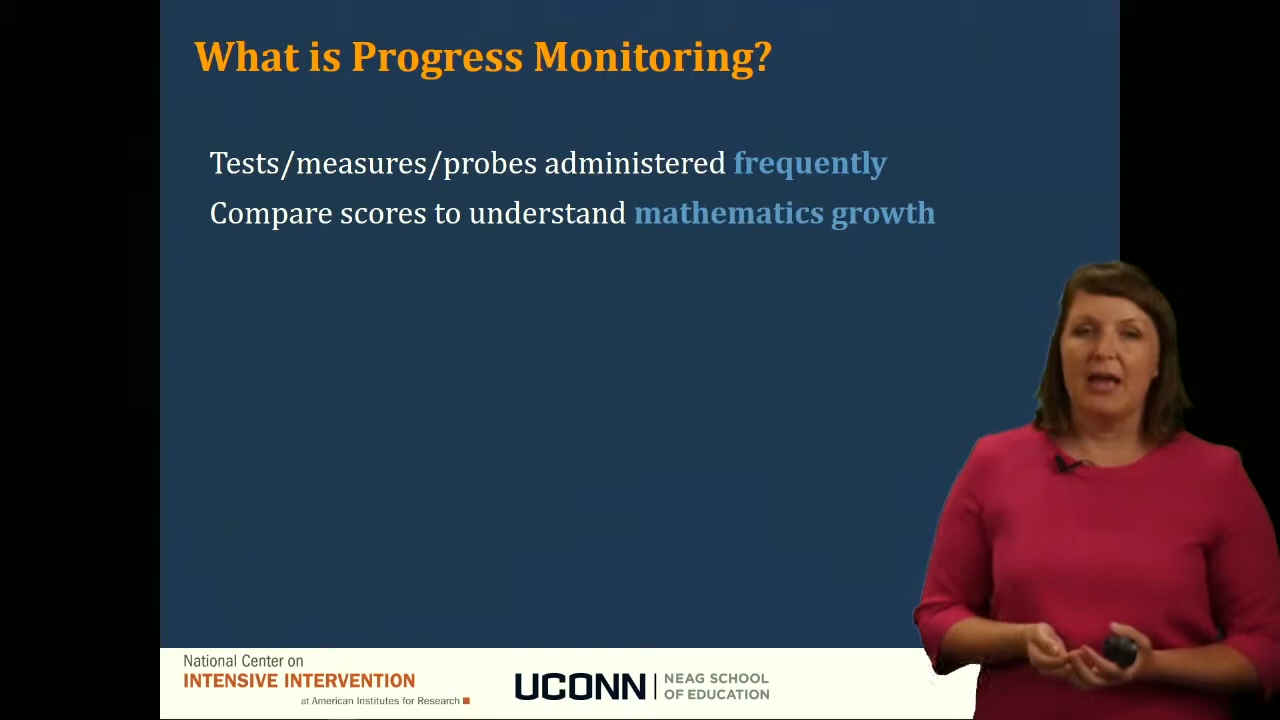 What is Progress Monitoring?
Tests/measures/probes administered frequently
Compare scores to understand mathematics growth
National Center on
INTENSIVE INTERVENTION
at American Institutes for Research
UCONN
NEAG SCHOOL
OF EDUCATION